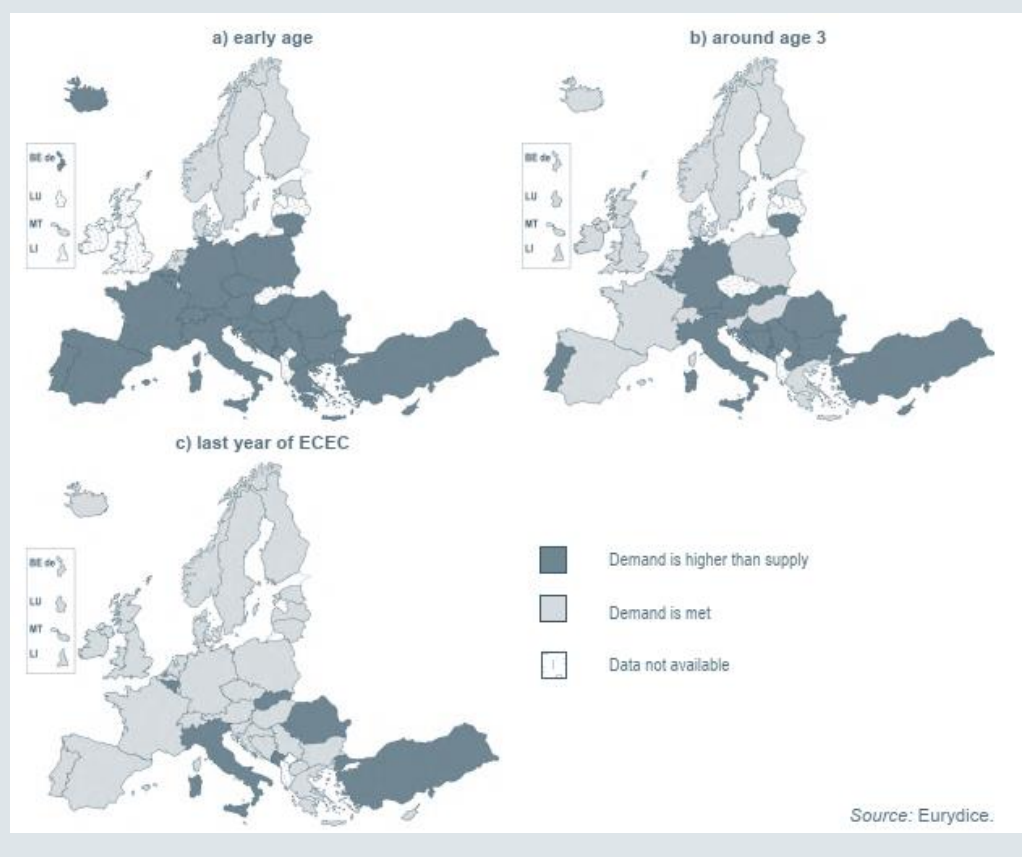 a) early age
b) around age 3
BE de
LU
MT
LI
BE de
LU
MT
LI
c) last year of ECEC
BE de
LU
MT
LI
Demand is higher than supply
Demand is met
Data not available
Source: Eurydice.